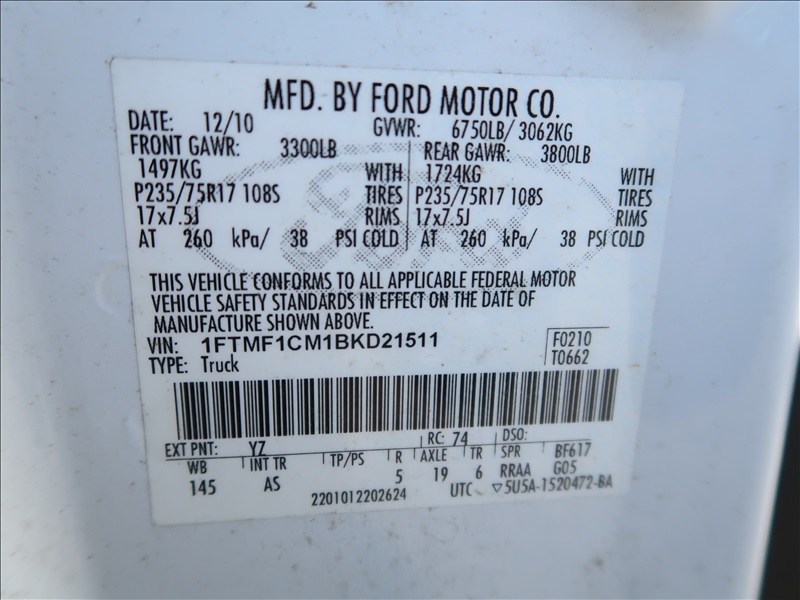 MFD. BY FORD MOTOR CO.
DATE: 12/10 GVWR: 6750LB/ 3062KG
FRONT GAWR: 3300LB REAR GAWR: 3800LB
1497KG WITH 1724KG WITH
P235/75R17 108S TIRES P235/75R17 108S TIRES
17x7.5J RIMS 17x7.5J RIMS
AT 260 kPa/ 38 PSI COLD AT 260 kPa/ 38 PSI COLD
THIS VEHICLE CONFORMS TO ALL APPLICABLE FEDERAL MOTOR
VEHICLE SAFETY STANDARDS IN EFFECT ON THE DATE OF
MANUFACTURE SHOWN ABOVE.
VIN: 1FTMF1CM1BKD21511 F0210
TYPE: Truck T0662
EXT PNT: YZ RC: 74 DSO:
WB INT TR TP/PS R AXLE TR SPR BF617
145 AS 5 19 6 RRAA G05
2201012202624 UTC ▽5U5A-1520472-BA